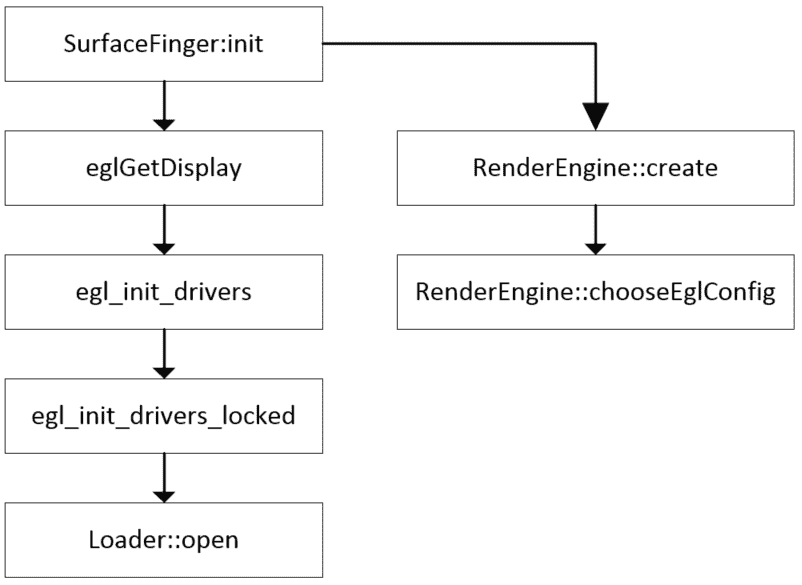 SurfaceFinger:init
eglGetDisplay
RenderEngine::create
egl_init_drivers
RenderEngine::chooseEglConfig
egl_init_drivers_locked
Loader::open